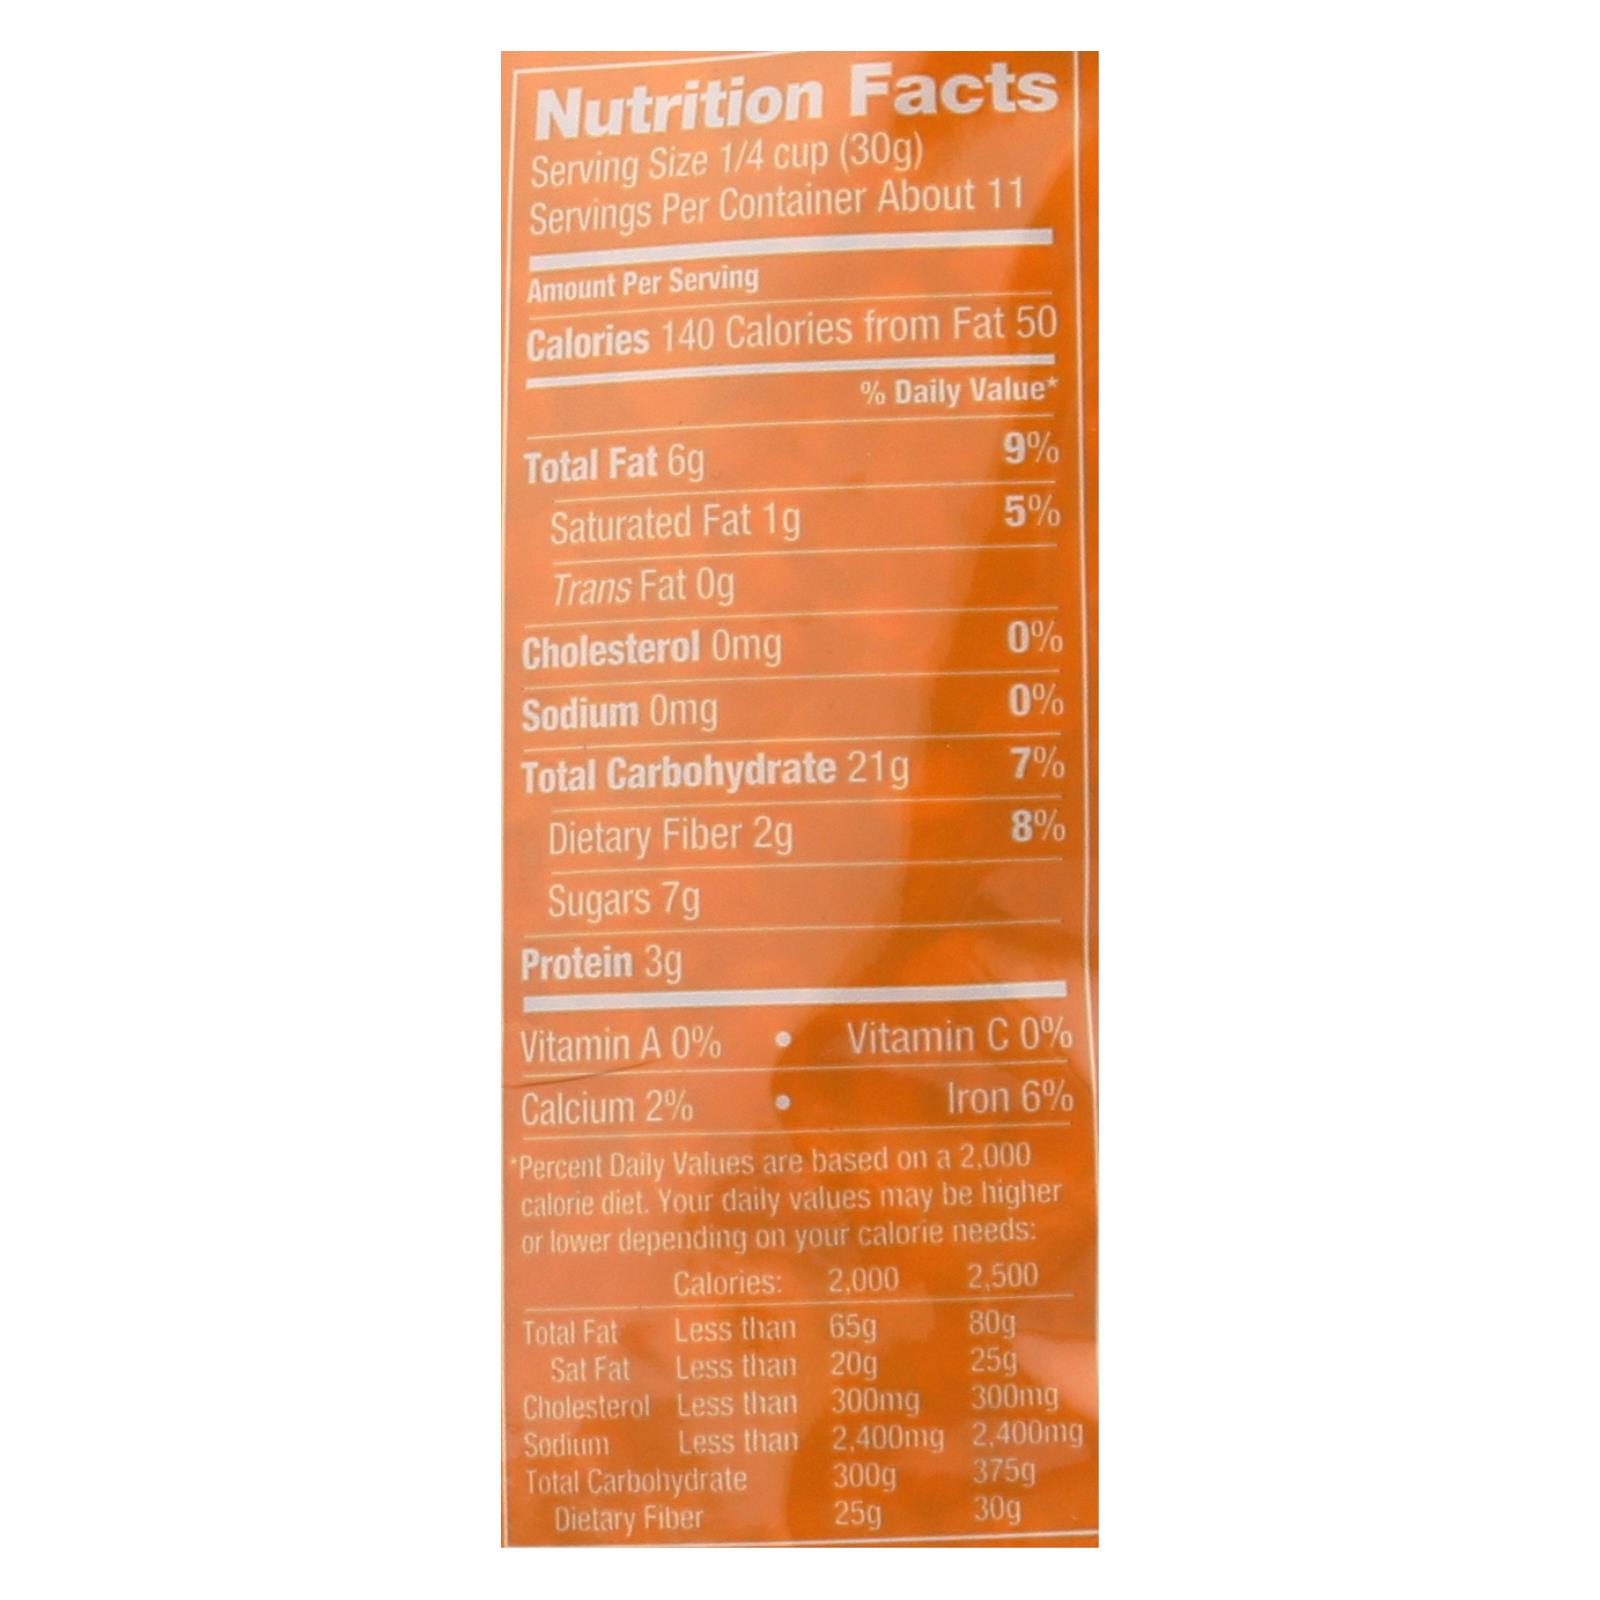 Nutrition Facts
Serving Size 1/4 cup (30g)
Servings Per Container About 11
Amount Per Serving
Calories 140 Calories from Fat 50
% Daily Value*
Total Fat 6g 9%
Saturated Fat 1g 5%
Trans Fat 0g
Cholesterol 0mg 0%
Sodium 0mg 0%
Total Carbohydrate 21g 7%
Dietary Fiber 2g 8%
Sugars 7g
Protein 3g
Vitamin A 0% • Vitamin C 0%
Calcium 2% • Iron 6%
*Percent Daily Values are based on a 2,000
calorie diet. Your daily values may be higher
or lower depending on your calorie needs:
Calories: 2,000 2,500
Total Fat Less than 65g 80g
Sat Fat Less than 20g 25g
Cholesterol Less than 300mg 300mg
Sodium Less than 2,400mg 2,400mg
Total Carbohydrate 300g 375g
Dietary Fiber 25g 30g